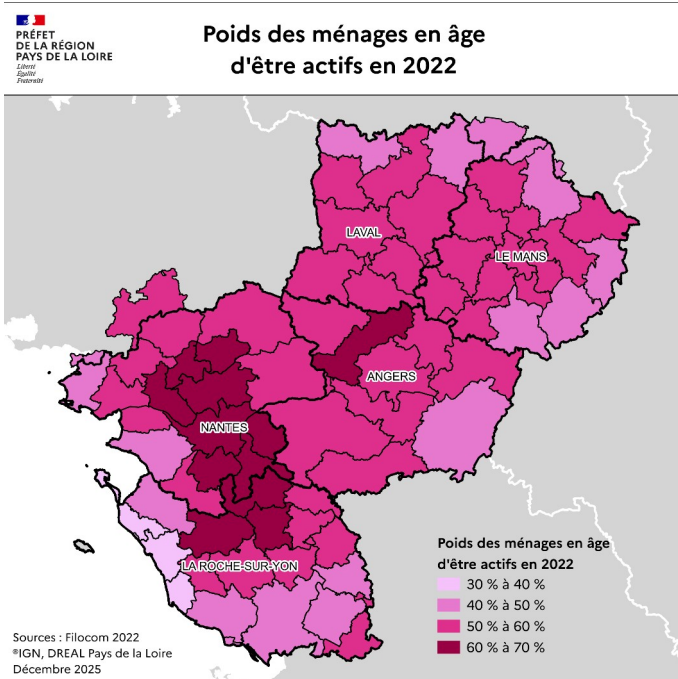 PRÉFET
DE LA RÉGION
PAYS DE LA LOIRE
Liberté
Égalité
Fraternité
Poids des ménages en âge
d'être actifs en 2022
LAVAL
LE MANS
ANGERS
NANTES
LA ROCHE-SUR-YON
Poids des ménages en âge
d'être actifs en 2022
30 % à 40 %
40 % à 50 %
50 % à 60 %
60 % à 70 %
Sources : Filocom 2022
®IGN, DREAL Pays de la Loire
Décembre 2025